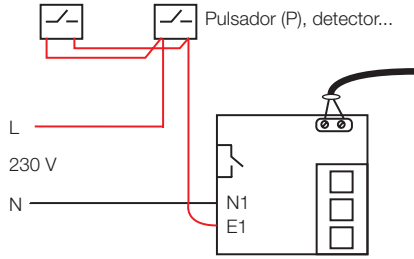 Pulsador (P), detector...
L
230 V
N
N1
E1